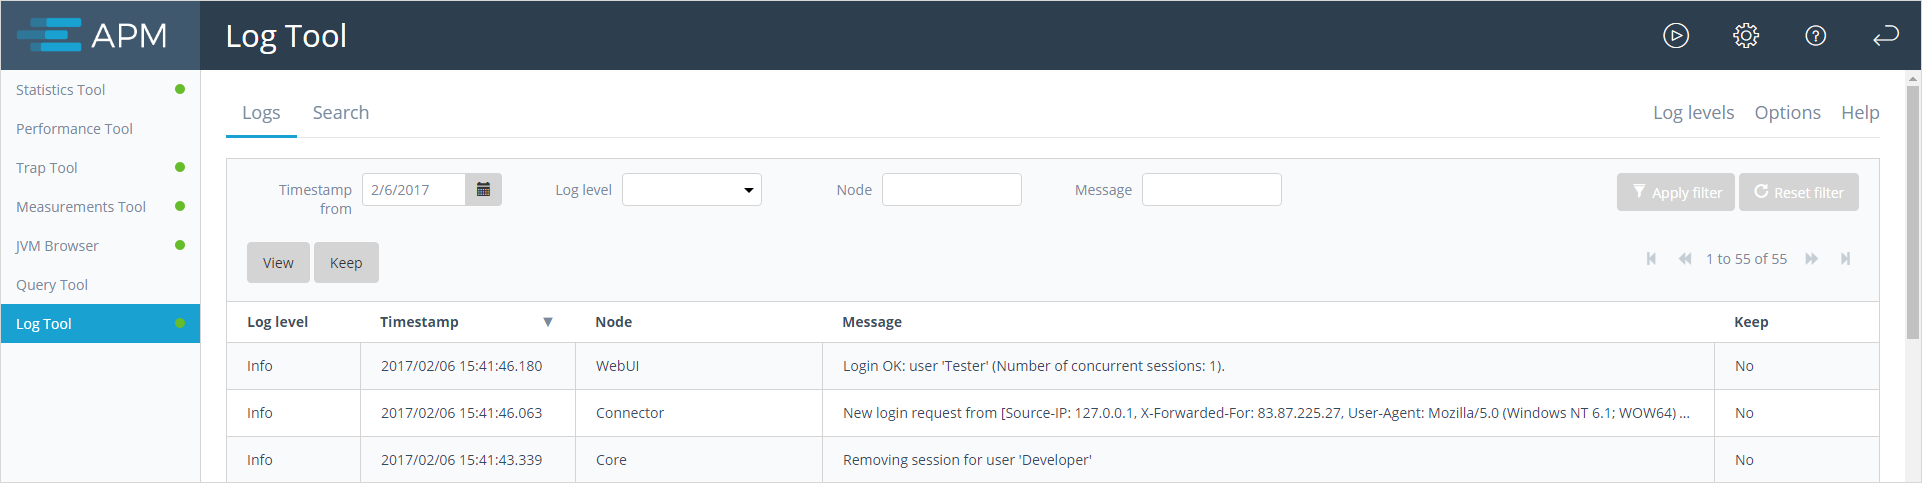 APM
Log Tool
Statistics Tool
Performance Tool
Trap Tool
Measurements Tool
JVM Browser
Query Tool
Log Tool
Logs Search Log levels Options Help
Timestamp from 2/6/2017 Log level Node Message Apply filter Reset filter
View Keep 1 to 55 of 55
Log level Timestamp Node Message Keep
Info 2017/02/06 15:41:46.180 WebUI Login OK: user 'Tester' (Number of concurrent sessions: 1). No
Info 2017/02/06 15:41:46.063 Connector New login request from [Source-IP: 127.0.0.1, X-Forwarded-For: 83.87.225.27, User-Agent: Mozilla/5.0 (Windows NT 6.1; WOW64) ... No
Info 2017/02/06 15:41:43.339 Core Removing session for user 'Developer' No